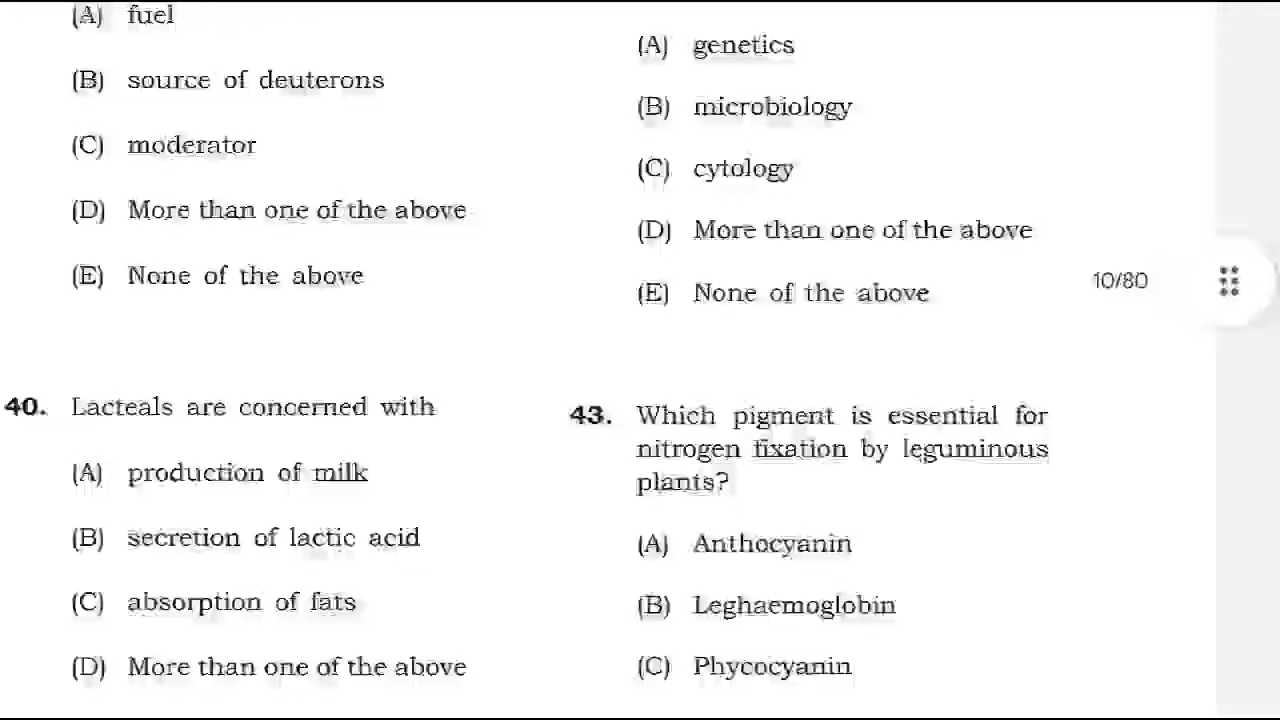 (A) fuel
(B) source of deuterons
(C) moderator
(D) More than one of the above
(E) None of the above
40. Lacteals are concerned with
(A) production of milk
(B) secretion of lactic acid
(C) absorption of fats
(D) More than one of the above
(A) genetics
(B) microbiology
(C) cytology
(D) More than one of the above
(E) None of the above
43. Which pigment is essential for
nitrogen fixation by leguminous
plants?
(A) Anthocyanin
(B) Leghaemoglobin
(C) Phycocyanin
10/80